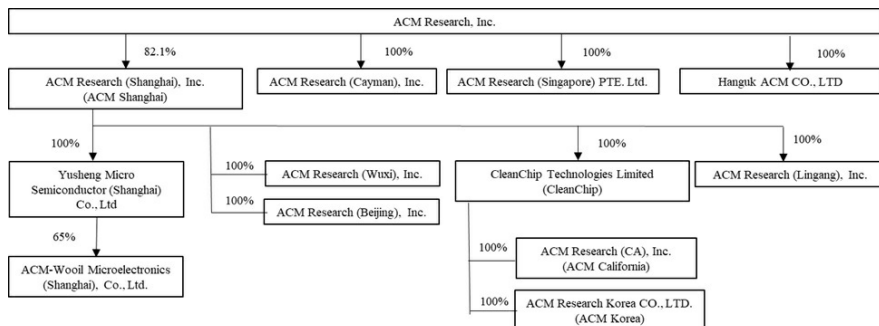 ACM Research, Inc.
82.1%
100%
100%
100%
ACM Research (Shanghai), Inc.
(ACM Shanghai)
ACM Research (Cayman), Inc.
ACM Research (Singapore) PTE. Ltd.
Hanguk ACM CO., LTD
100%
100%
100%
100%
Yusheng Micro
Semiconductor (Shanghai)
Co., Ltd
ACM Research (Wuxi), Inc.
CleanChip Technologies Limited
(CleanChip)
ACM Research (Lingang), Inc.
100%
ACM Research (Beijing), Inc.
65%
ACM-Wooil Microelectronics
(Shanghai), Co., Ltd.
100%
ACM Research (CA), Inc.
(ACM California)
100%
ACM Research Korea CO., LTD.
(ACM Korea)